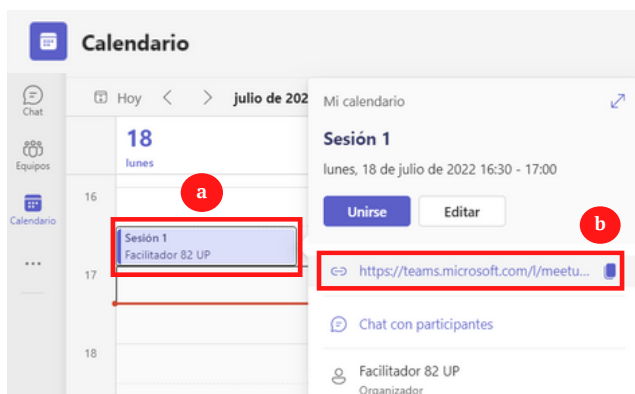 Calendario
Chat
Equipos
Calendario
Hoy
julio de 202
18
lunes
16
17
18
a
Sesión 1
Facilitador 82 UP
Mi calendario
Sesión 1
lunes, 18 de julio de 2022 16:30 - 17:00
Unirse
Editar
b
https://teams.microsoft.com/l/meetu...
Chat con participantes
Facilitador 82 UP
Organizador